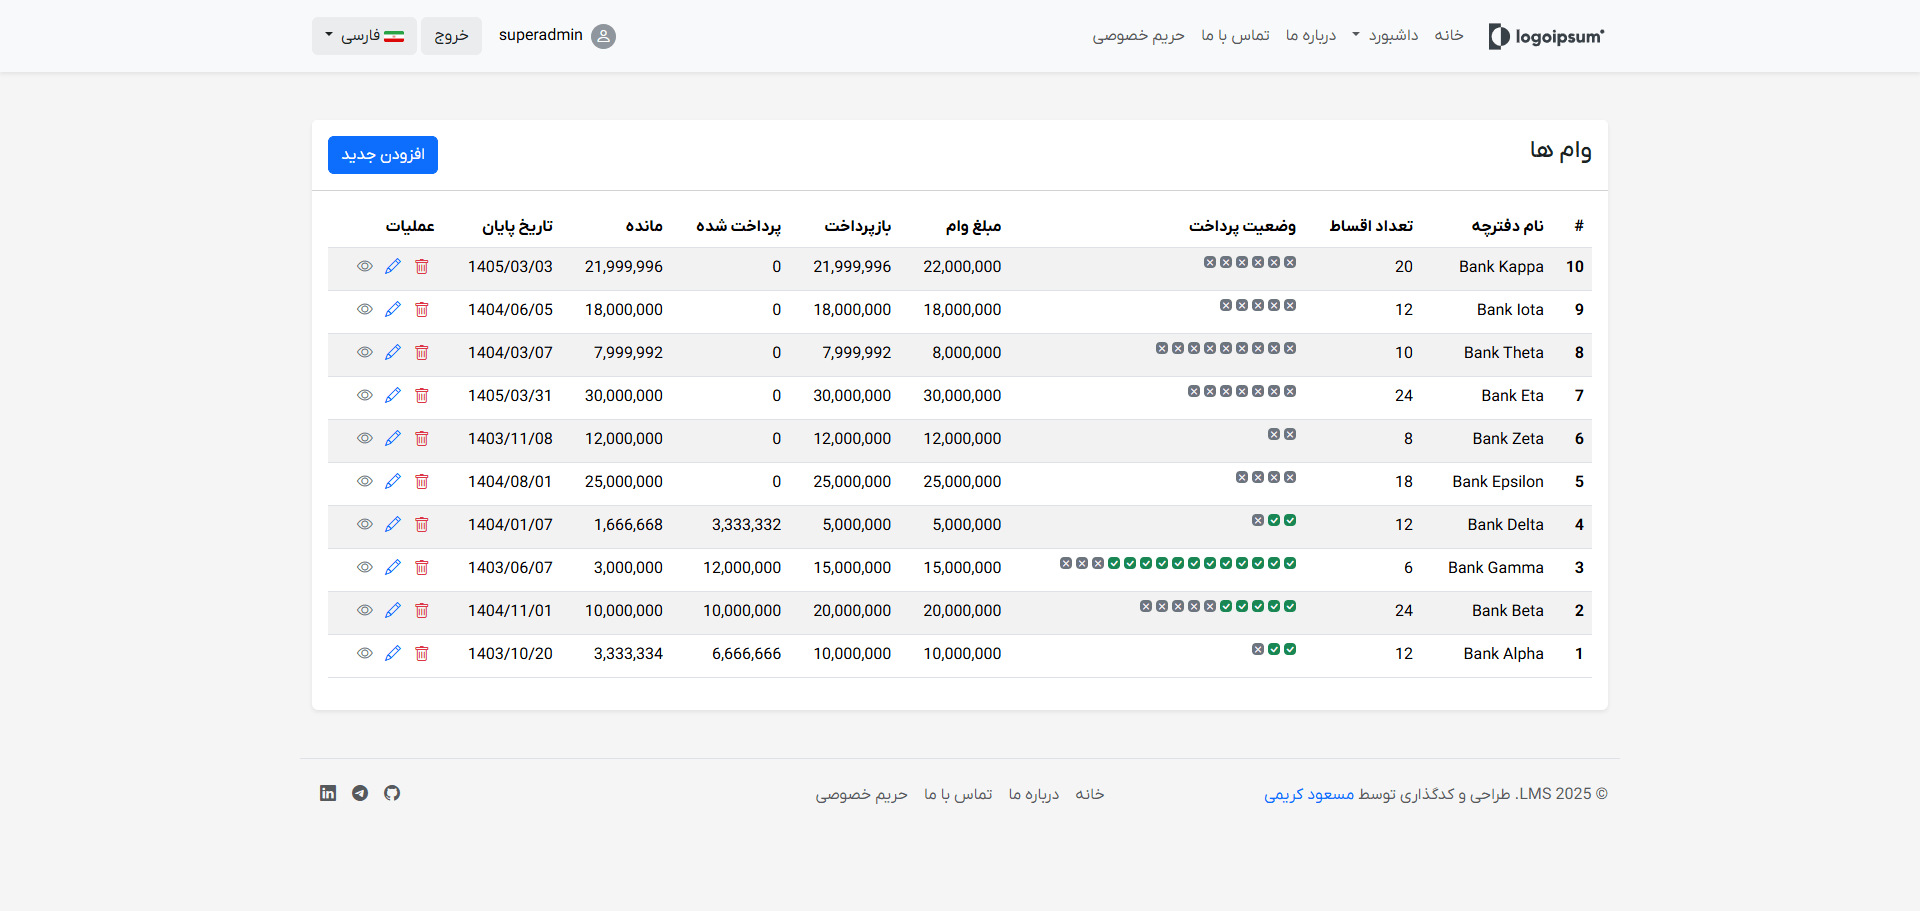 logoipsum خانه داشبورد درباره ما تماس با ما حریم خصوصی superadmin خروج فارسی
وام ها افزودن جدید
# نام دفترچه تعداد اقساط وضعیت پرداخت مبلغ وام بازپرداخت پرداخت شده مانده تاریخ پایان عملیات
10 Bank Kappa 20 22,000,000 21,999,996 0 21,999,996 1405/03/03
9 Bank Iota 12 18,000,000 18,000,000 0 18,000,000 1404/06/05
8 Bank Theta 10 8,000,000 7,999,992 0 7,999,992 1404/03/07
7 Bank Eta 24 30,000,000 30,000,000 0 30,000,000 1405/03/31
6 Bank Zeta 8 12,000,000 12,000,000 0 12,000,000 1403/11/08
5 Bank Epsilon 18 25,000,000 25,000,000 0 25,000,000 1404/08/01
4 Bank Delta 12 5,000,000 5,000,000 3,333,332 1,666,668 1404/01/07
3 Bank Gamma 6 15,000,000 15,000,000 12,000,000 3,000,000 1403/06/07
2 Bank Beta 24 20,000,000 20,000,000 10,000,000 10,000,000 1404/11/01
1 Bank Alpha 12 10,000,000 10,000,000 6,666,666 3,333,334 1403/10/20
© 2025 LMS. طراحی و کدگذاری توسط مسعود کریمی خانه درباره ما تماس با ما حریم خصوصی